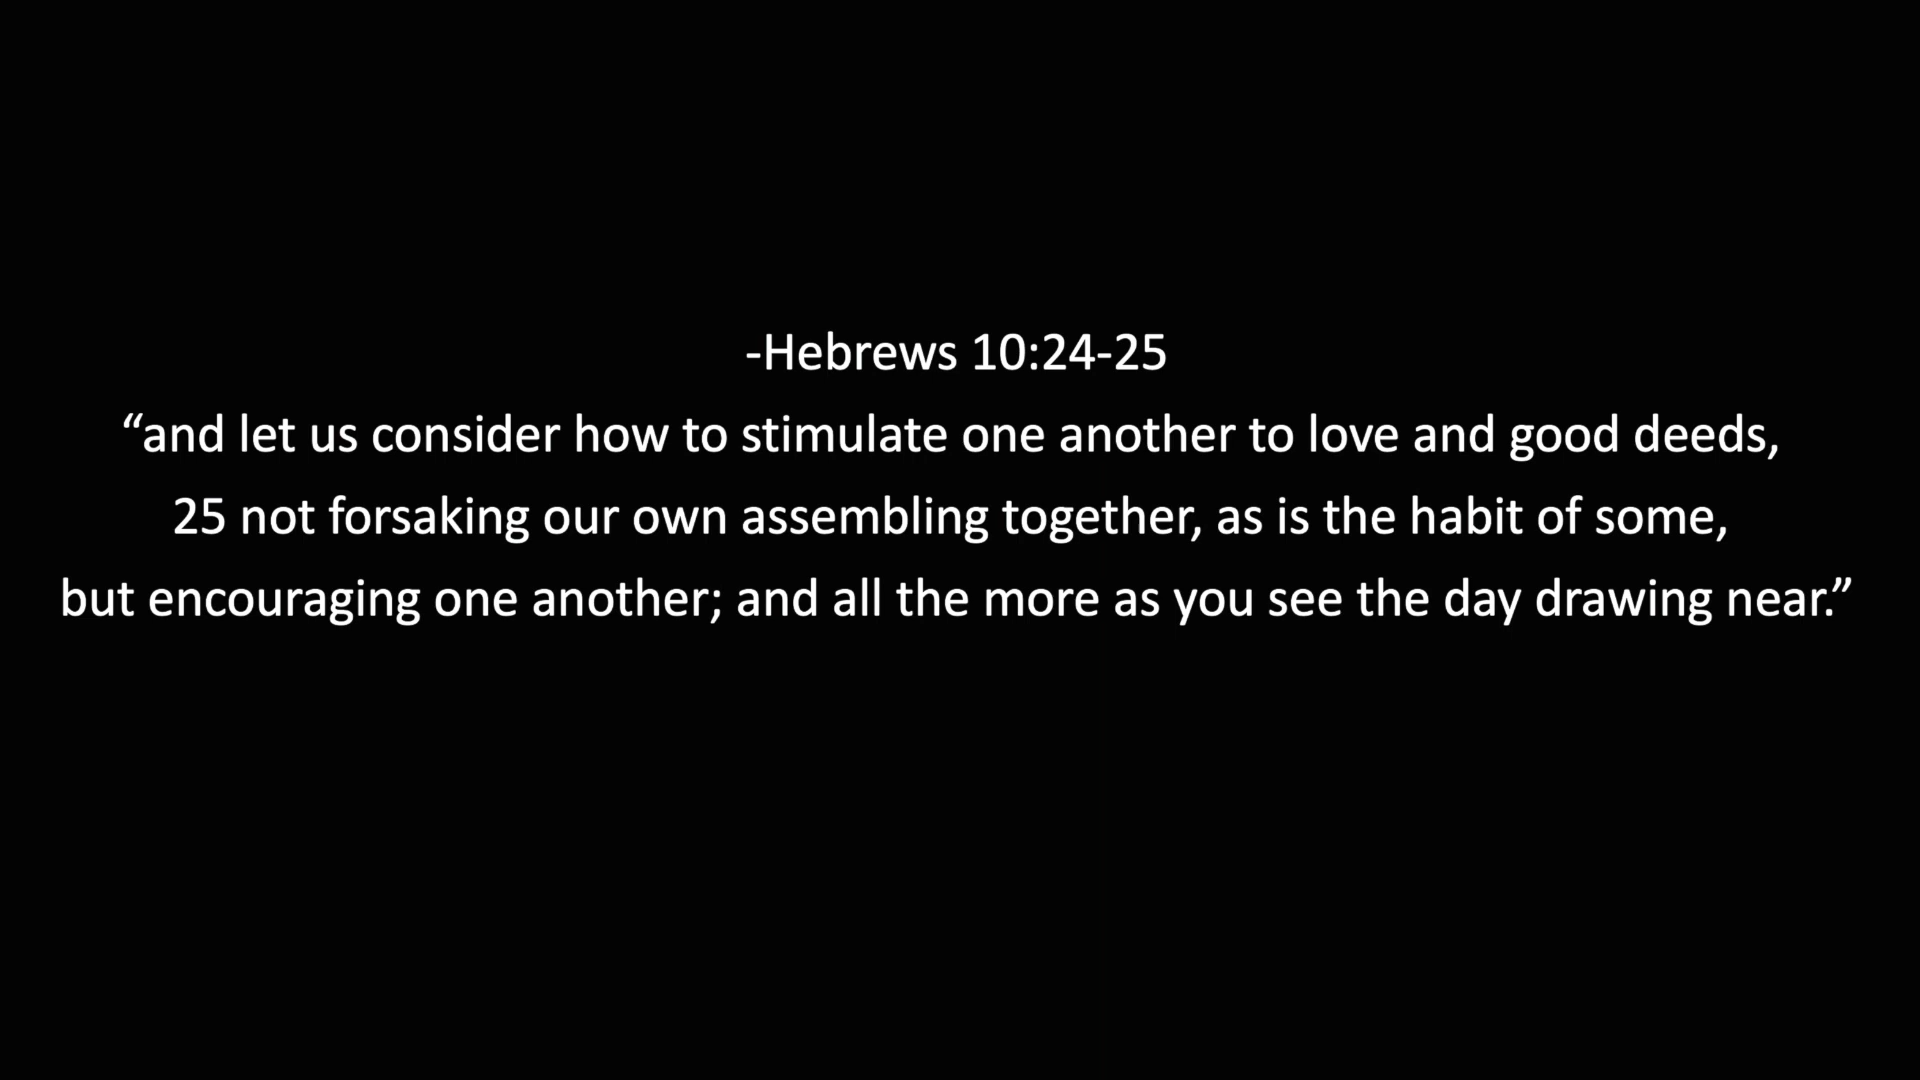 -Hebrews 10:24-25
“and let us consider how to stimulate one another to love and good deeds,
25 not forsaking our own assembling together, as is the habit of some,
but encouraging one another; and all the more as you see the day drawing near.”